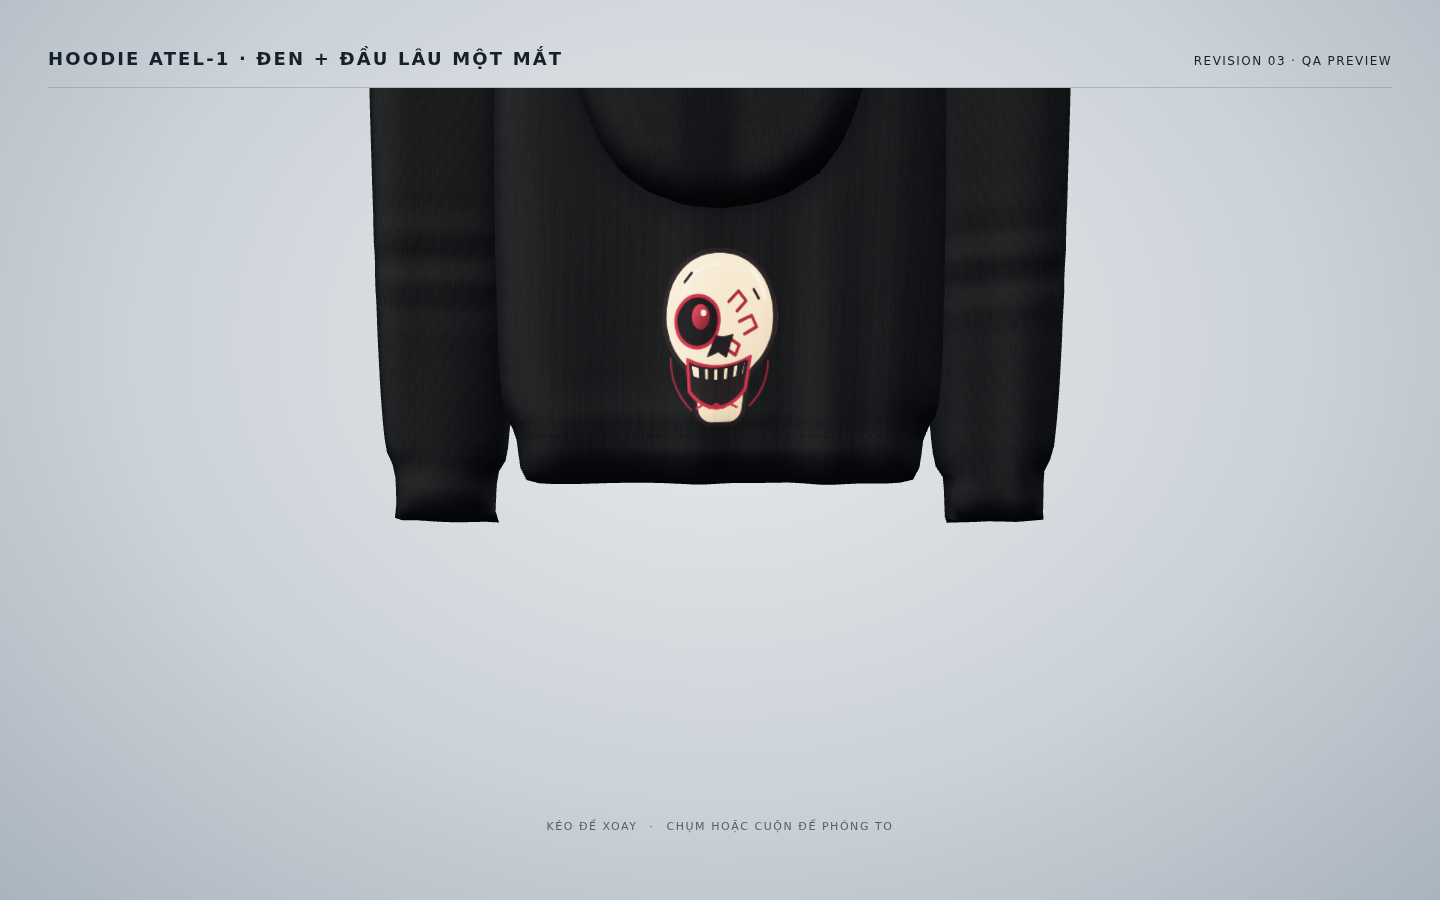 HOODIE ATEL-1 · ĐEN + ĐẦU LÂU MỘT MẮT
REVISION 03 · QA PREVIEW
KÉO ĐỂ XOAY · CHỤM HOẶC CUỘN ĐỂ PHÓNG TO